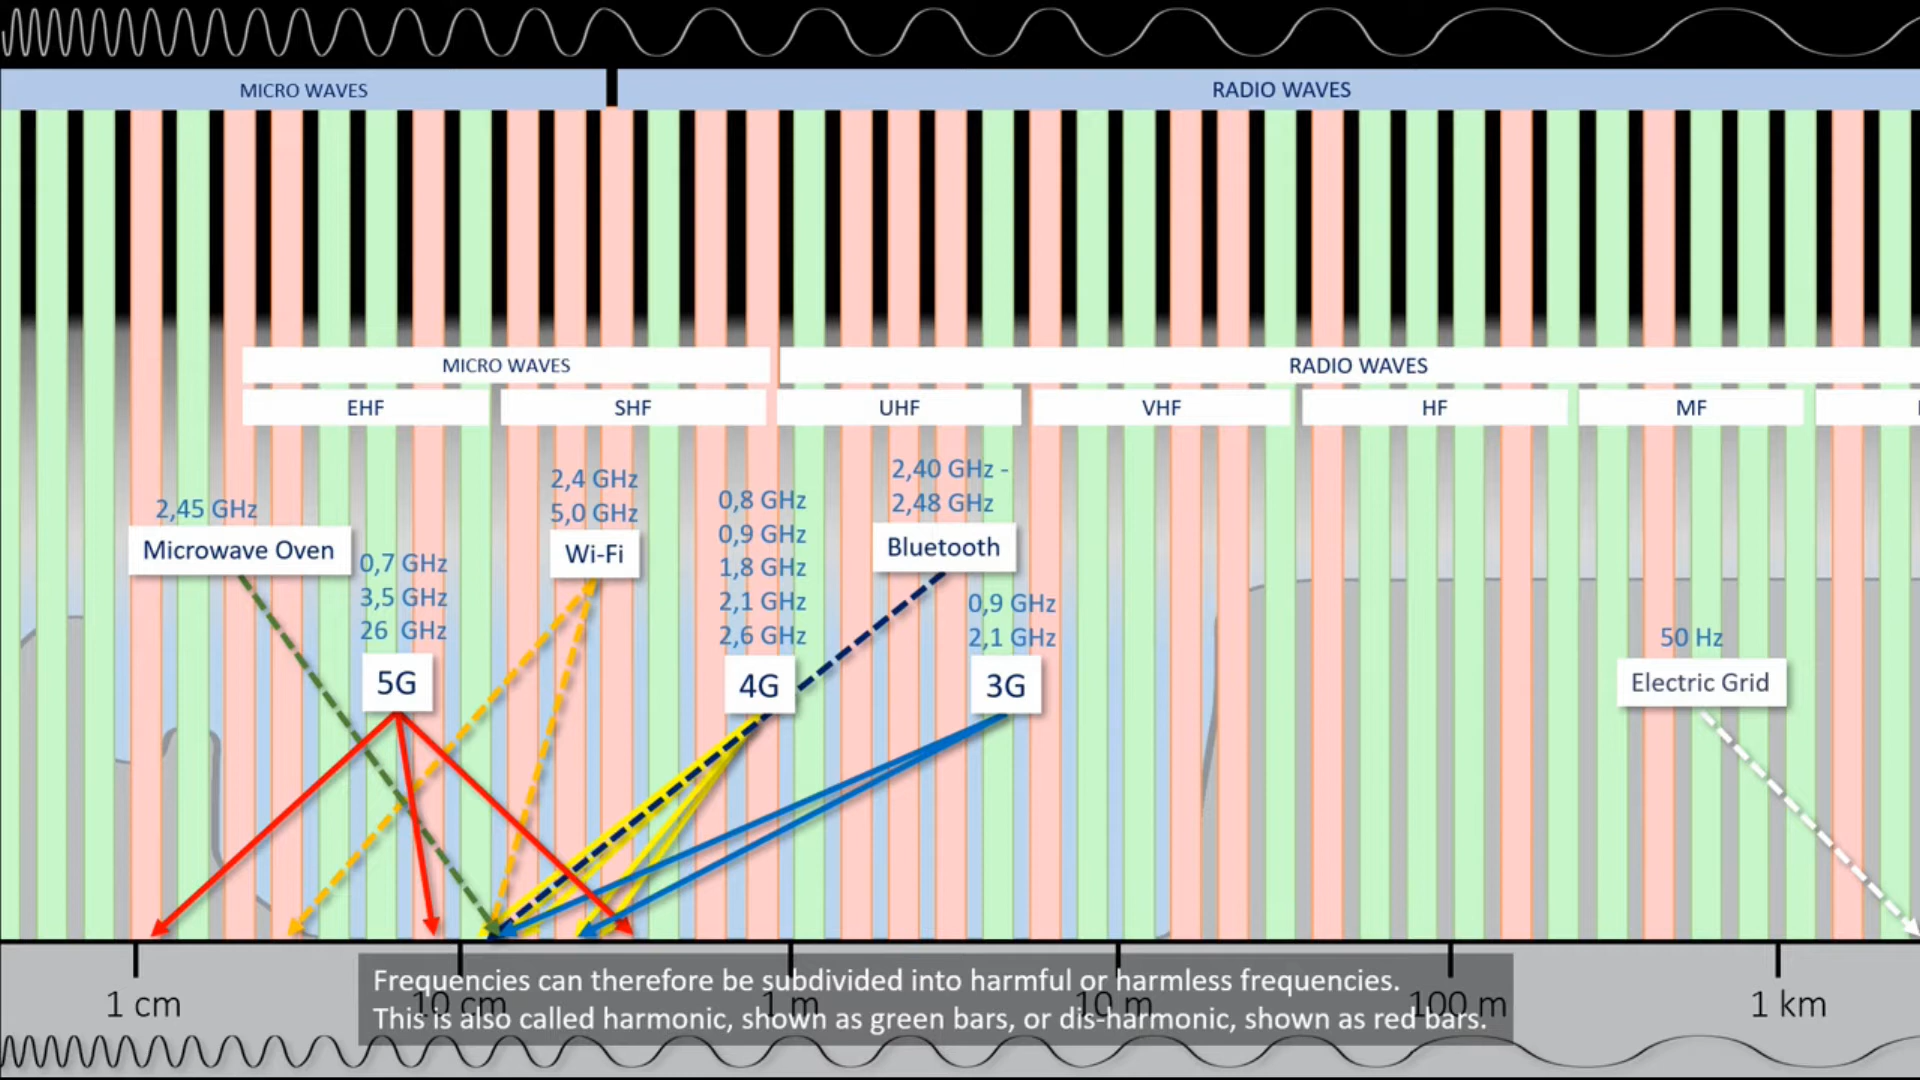 MICRO WAVES
RADIO WAVES
MICRO WAVES
RADIO WAVES
EHF
SHF
UHF
VHF
HF
MF
2,45 GHz
Microwave Oven
0,7 GHz
3,5 GHz
26 GHz
5G
2,4 GHz
5,0 GHz
Wi-Fi
0,8 GHz
0,9 GHz
1,8 GHz
2,1 GHz
2,6 GHz
4G
2,40 GHz -
2,48 GHz
Bluetooth
0,9 GHz
2,1 GHz
3G
50 Hz
Electric Grid
1 cm
10 cm
1 m
10 m
100 m
1 km
Frequencies can therefore be subdivided into harmful or harmless frequencies.
This is also called harmonic, shown as green bars, or dis-harmonic, shown as red bars.